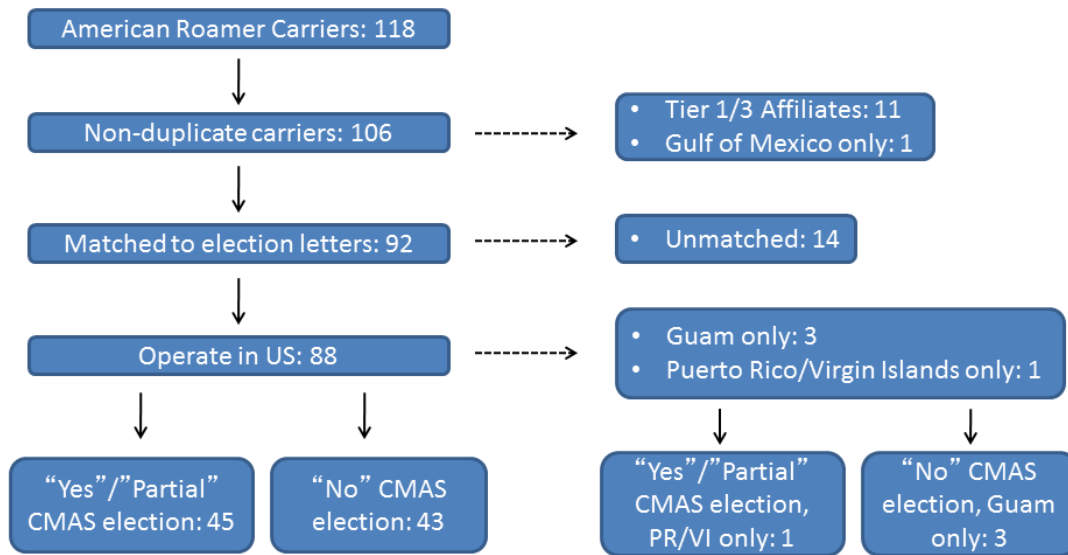 American Roamer Carriers: 118
Non-duplicate carriers: 106
• Tier 1/3 Affiliates: 11
• Gulf of Mexico only: 1
Matched to election letters: 92
• Unmatched: 14
Operate in US: 88
• Guam only: 3
• Puerto Rico/Virgin Islands only: 1
“Yes”/”Partial”
CMAS election: 45
“No” CMAS
election: 43
“Yes”/”Partial”
CMAS election,
PR/VI only: 1
“No” CMAS
election, Guam
only: 3